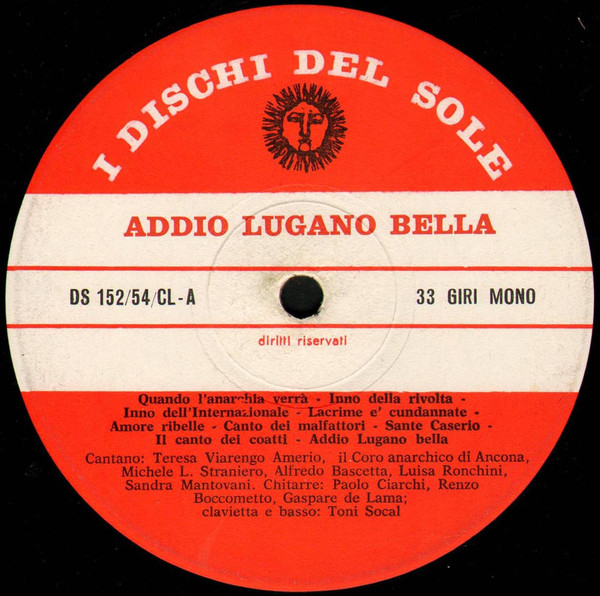 I DISCHI DEL SOLE
ADDIO LUGANO BELLA
DS 152/54/CL-A
33 GIRI MONO
diritti riservati
Quando l'anarchia verrà - Inno della rivolta -
Inno dell'Internazionale - Lacrime e' cundannate -
Amore ribelle - Canto dei malfattori - Sante Caserio -
Il canto dei coatti - Addio Lugano bella
Cantano: Teresa Viarengo Amerio, il Coro anarchico di Ancona,
Michele L. Straniero, Alfredo Bascetta, Luisa Ronchini,
Sandra Mantovani. Chitarre: Paolo Ciarchi, Renzo
Boccometto, Gaspare de Lama;
clavietta e basso: Toni Socal